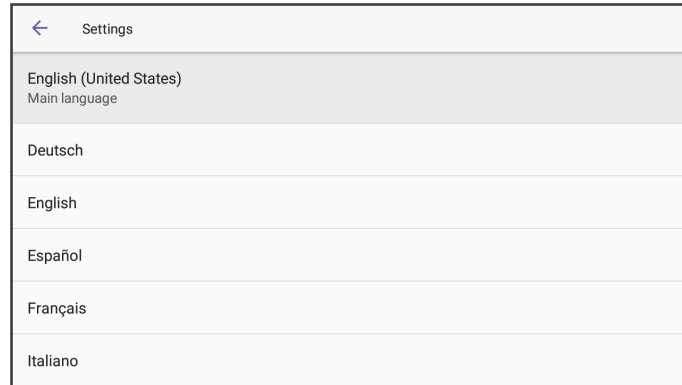 Settings
English (United States)
Main language
Deutsch
English
Español
Français
Italiano